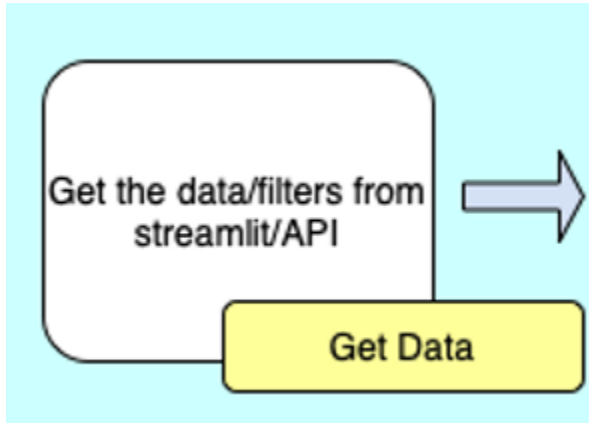 Get the data/filters from
streamlit/API
Get Data